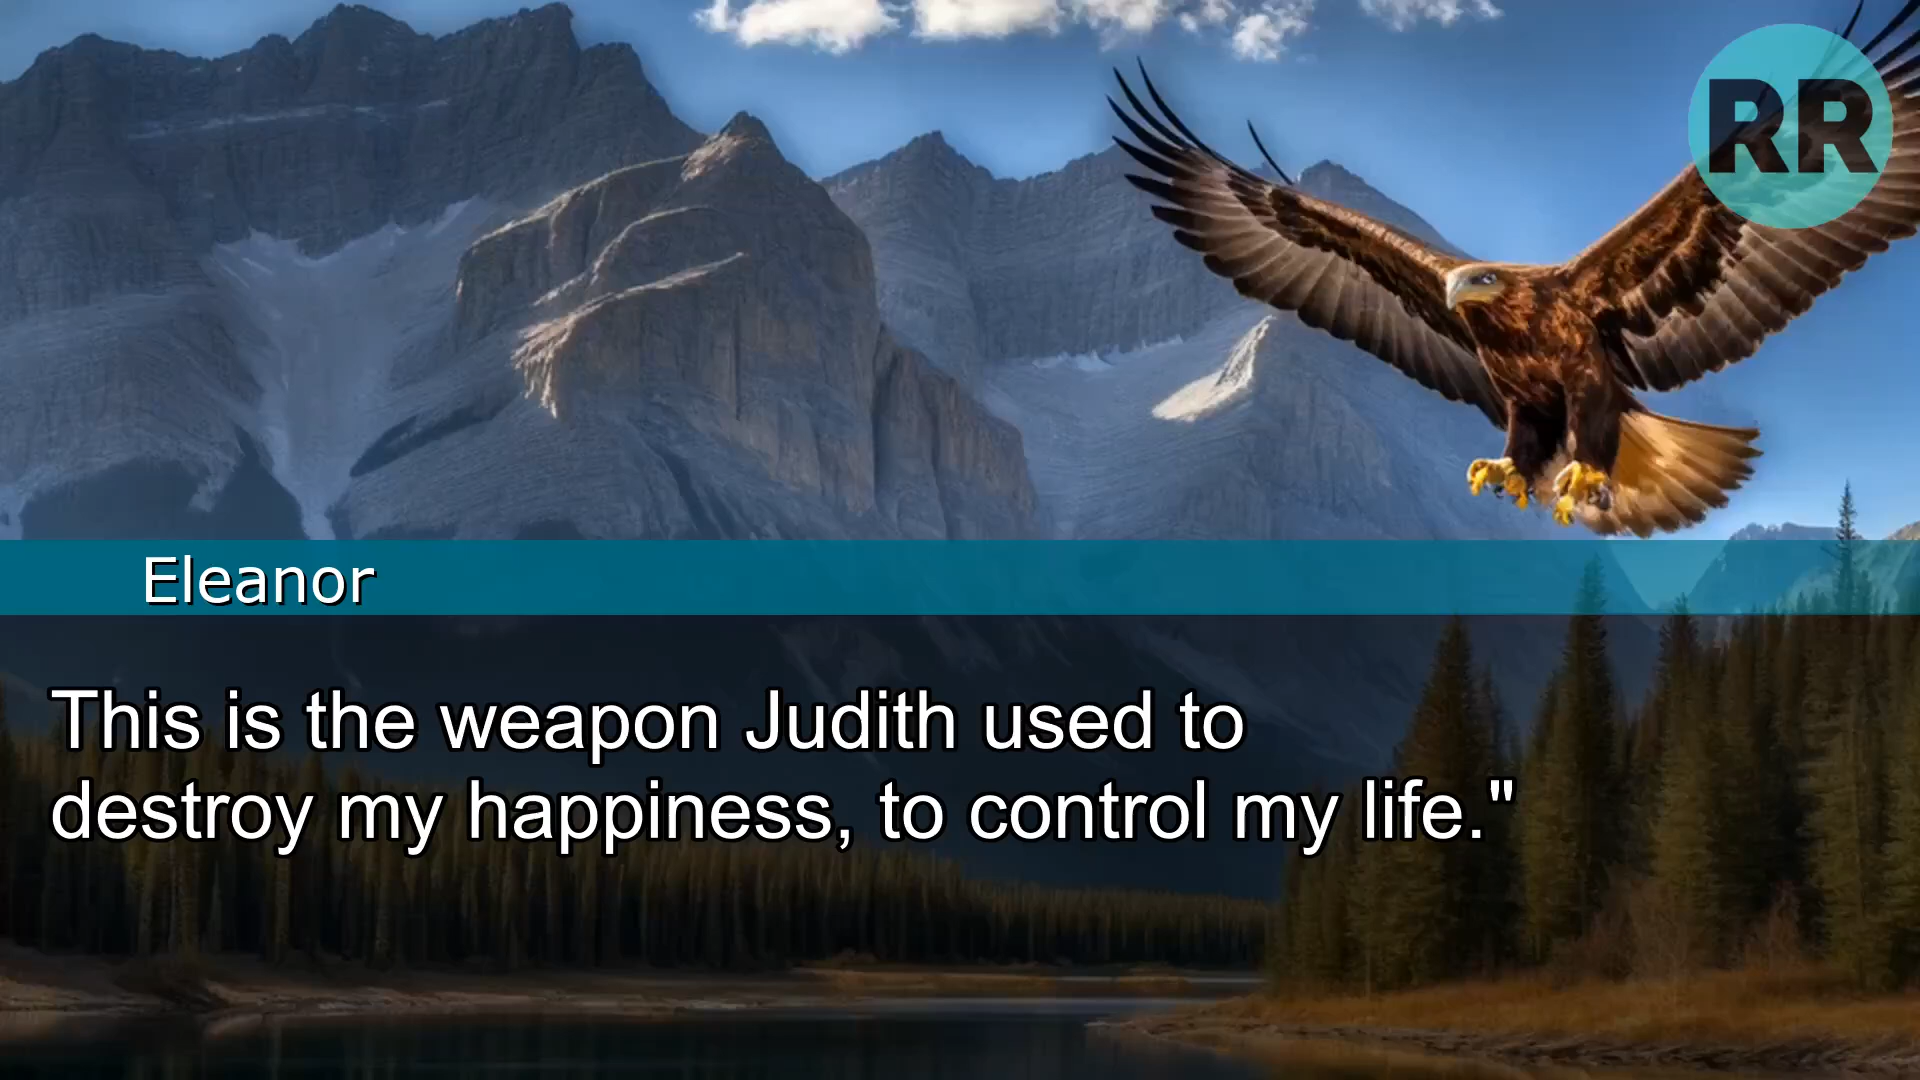 RR
Eleanor
This is the weapon Judith used to
destroy my happiness, to control my life."